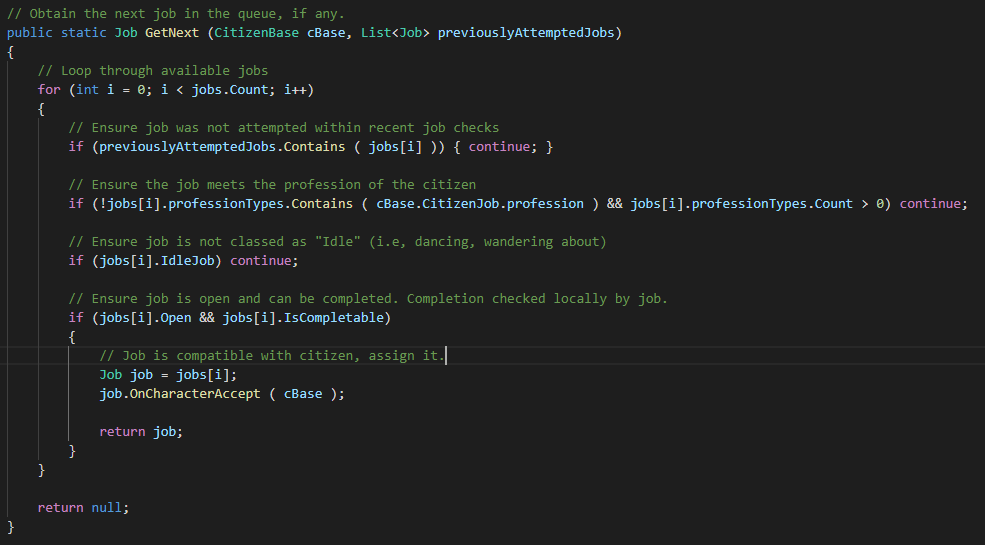 // Obtain the next job in the queue, if any.
public static Job GetNext (CitizenBase cBase, List<Job> previouslyAttemptedJobs)
{
    // Loop through available jobs
    for (int i = 0; i < jobs.Count; i++)
    {
        // Ensure job was not attempted within recent job checks
        if (previouslyAttemptedJobs.Contains ( jobs[i] )) { continue; }

        // Ensure the job meets the profession of the citizen
        if (!jobs[i].professionTypes.Contains ( cBase.CitizenJob.profession ) && jobs[i].professionTypes.Count > 0) continue;

        // Ensure job is not classed as "Idle" (i.e, dancing, wandering about)
        if (jobs[i].IdleJob) continue;

        // Ensure job is open and can be completed. Completion checked locally by job.
        if (jobs[i].Open && jobs[i].IsCompletable)
        {
            // Job is compatible with citizen, assign it.
            Job job = jobs[i];
            job.OnCharacterAccept ( cBase );

            return job;
        }
    }

    return null;
}